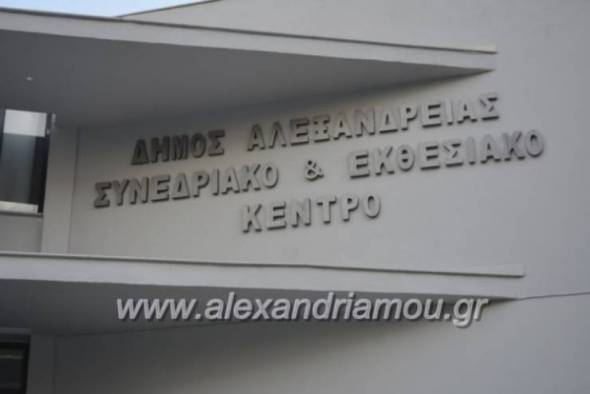 ΔΗΜΟΣ ΑΛΕΞΑΝΔΡΕΙΑΣ
ΣΥΝΕΔΡΙΑΚΟ & ΕΚΘΕΣΙΑΚΟ
ΚΕΝΤΡΟ
www.alexandriamou.gr